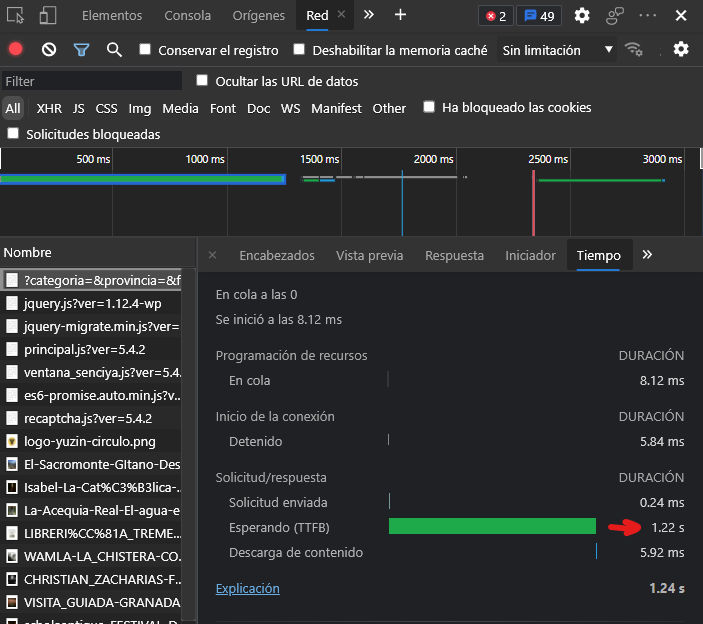 Elementos Consola Orígenes Red 2 49
Conservar el registro Deshabilitar la memoria caché Sin limitación
Filter Ocultar las URL de datos
All XHR JS CSS Img Media Font Doc WS Manifest Other Ha bloqueado las cookies
Solicitudes bloqueadas
500 ms 1000 ms 1500 ms 2000 ms 2500 ms 3000 ms
Nombre
Encabezados Vista previa Respuesta Iniciador Tiempo
?categoria=&provincia=&f
jquery.js?ver=1.12.4-wp
jquery-migrate.min.js?ver=
principal.js?ver=5.4.2
ventana_senciya.js?ver=5.4.
es6-promise.auto.min.js?v...
recaptcha.js?ver=5.4.2
logo-yuzin-circulo.png
El-Sacromonte-GItano-Des
Isabel-La-Cat%C3%B3lica-..
La-Acequia-Real-El-agua-e
LIBRERI%CC%81A_TREME
WAMLA-LA_CHISTERA-CO..
CHRISTIAN_ZACHARIAS-F..
VISITA_GUIADA-GRANADA
En cola a las 0
Se inició a las 8.12 ms
Programación de recursos DURACIÓN
En cola 8.12 ms
Inicio de la conexión DURACIÓN
Detenido 5.84 ms
Solicitud/respuesta DURACIÓN
Solicitud enviada 0.24 ms
Esperando (TTFB) 1.22 s
Descarga de contenido 5.92 ms
Explicación 1.24 s